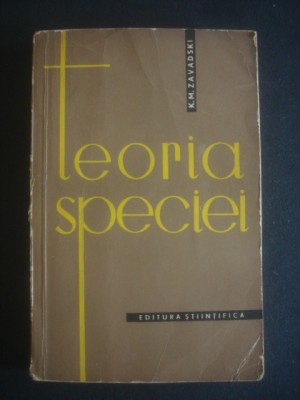 K.M. ZAVADSKI
teoria
speciei
EDITURA STIINTIFICA